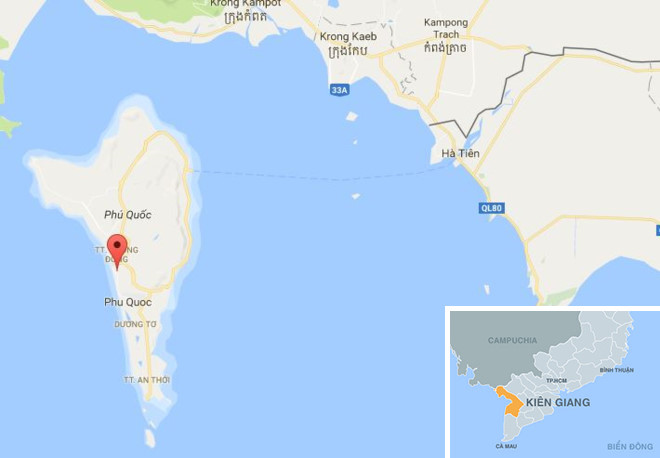 Krong Kampot
ក្រុងកំពត
Krong Kaeb
ក្រុងកែប
Kampong
Trach
កំពង់ត្រាច
33A
Hà Tiên
QL80
Phú Quốc
TT. DƯƠNG
ĐÔNG
Phu Quoc
DƯƠNG TƠ
TT. AN THỚI
CAMPUCHIA
TP.HCM
BÌNH THUẬN
KIÊN GIANG
CÀ MAU
BIỂN ĐÔNG